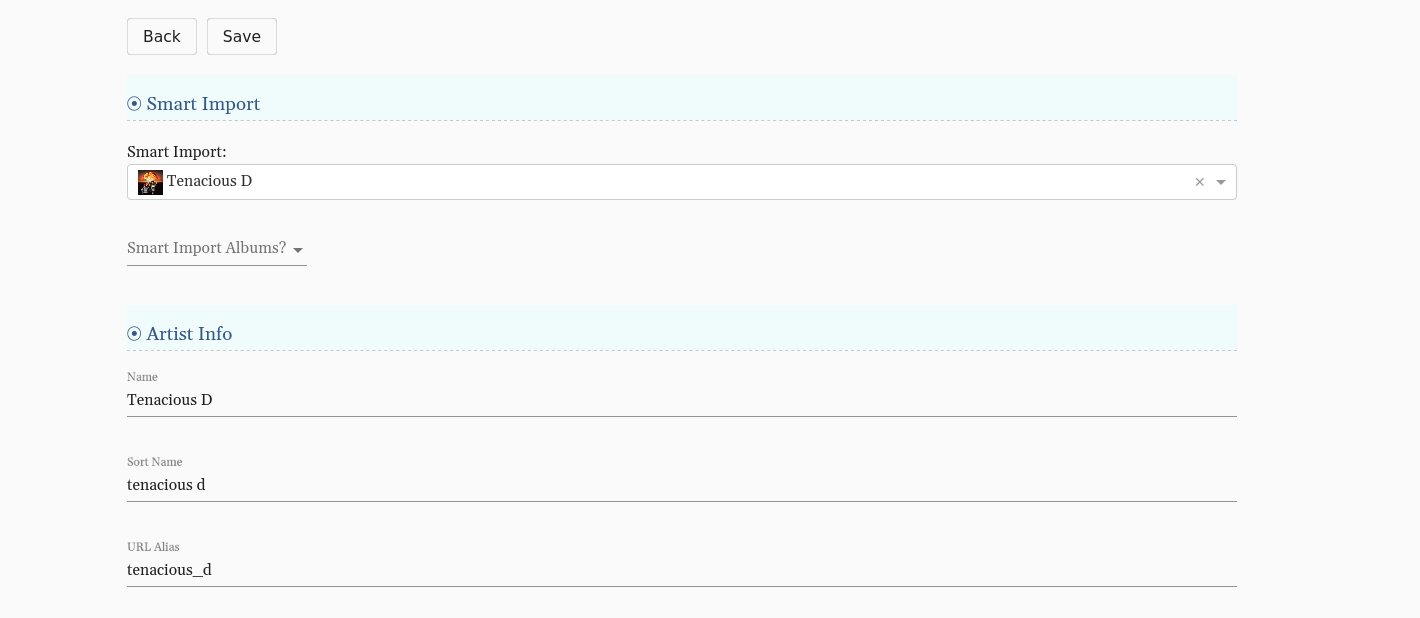 Back Save
Smart Import
Smart Import:
Tenacious D ×
Smart Import Albums?
Artist Info
Name
Tenacious D
Sort Name
tenacious d
URL Alias
tenacious_d